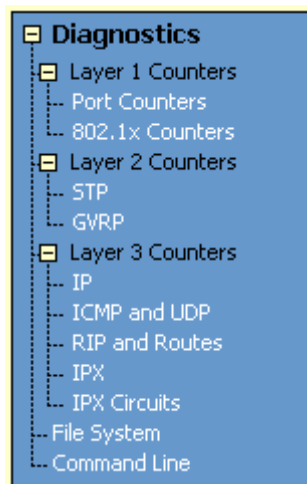 Diagnostics
Layer 1 Counters
Port Counters
802.1x Counters
Layer 2 Counters
STP
GVRP
Layer 3 Counters
IP
ICMP and UDP
RIP and Routes
IPX
IPX Circuits
File System
Command Line